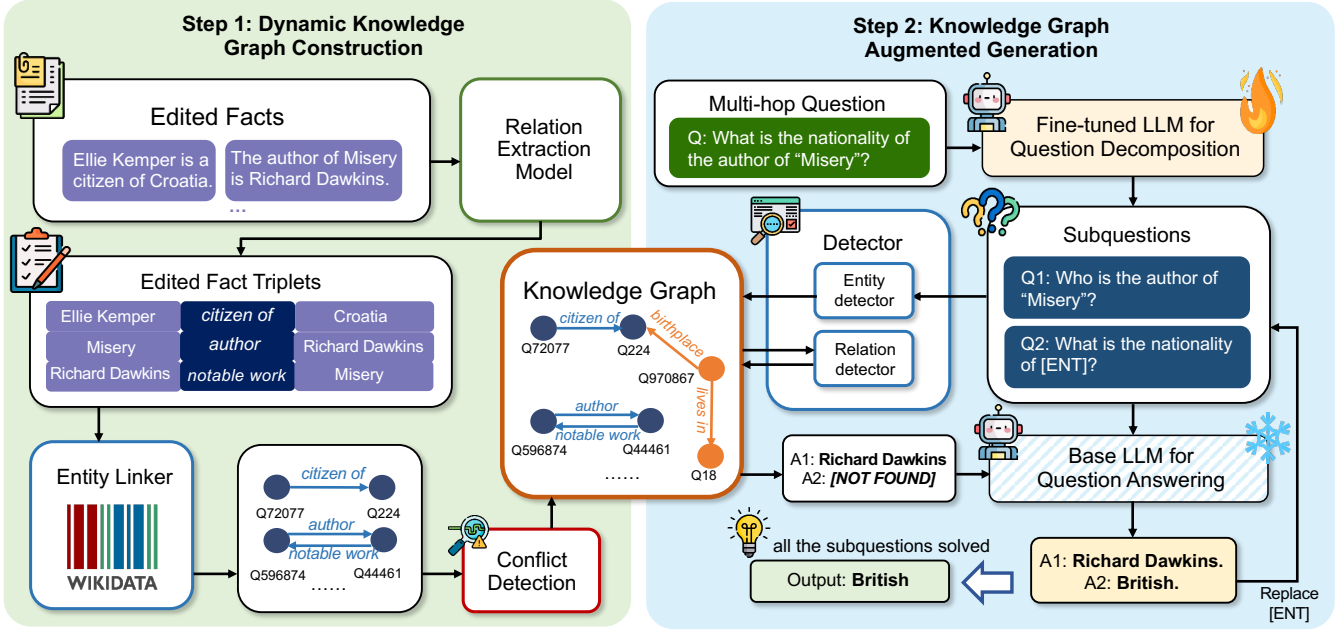 Step 1: Dynamic Knowledge
Graph Construction
Edited Facts
Ellie Kemper is a
citizen of Croatia.
The author of Misery
is Richard Dawkins.
...
Relation
Extraction
Model
Edited Fact Triplets
Ellie Kemper
citizen of
Croatia
Misery
author
Richard Dawkins
Richard Dawkins
notable work
Misery
Entity Linker
WIKIDATA
citizen of
Q72077
Q224
author
notable work
Q596874
Q44461
......
Conflict
Detection
Knowledge Graph
citizen of
birthplace
Q72077
Q224
Q970867
lives in
author
notable work
Q596874
Q44461
Q18
......
Step 2: Knowledge Graph
Augmented Generation
Multi-hop Question
Q: What is the nationality of
the author of “Misery”?
Fine-tuned LLM for
Question Decomposition
Detector
Entity
detector
Relation
detector
Subquestions
Q1: Who is the author of
“Misery”?
Q2: What is the nationality
of [ENT]?
A1: Richard Dawkins
A2: [NOT FOUND]
Base LLM for
Question Answering
all the subquestions solved
Output: British
A1: Richard Dawkins.
A2: British.
Replace
[ENT]